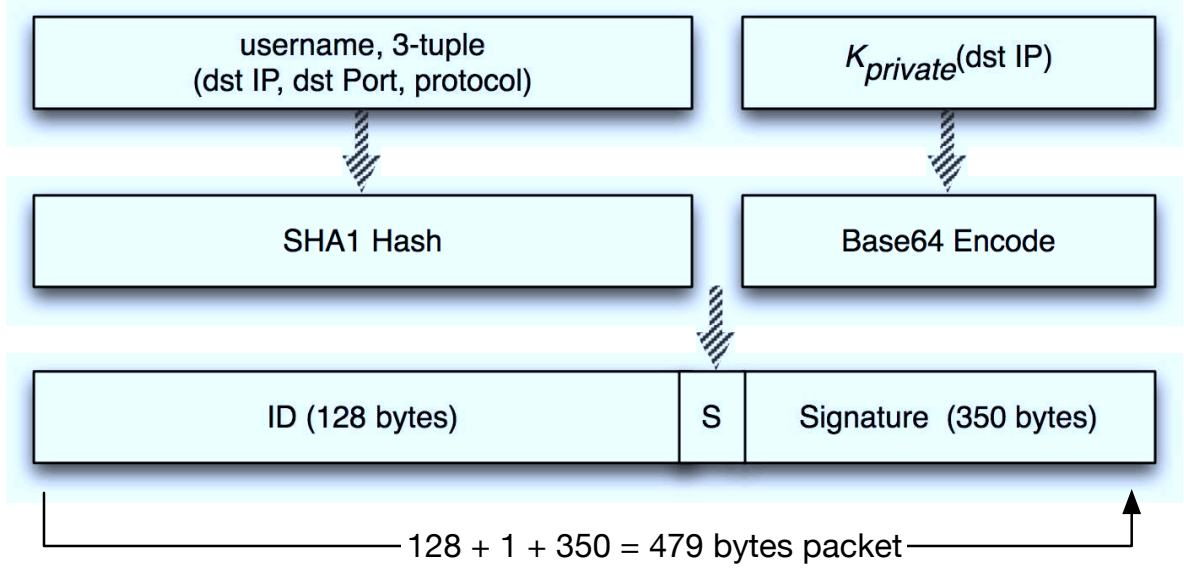 username, 3-tuple
(dst IP, dst Port, protocol)
Kprivate(dst IP)
SHA1 Hash
Base64 Encode
ID (128 bytes)
S
Signature (350 bytes)
128 + 1 + 350 = 479 bytes packet